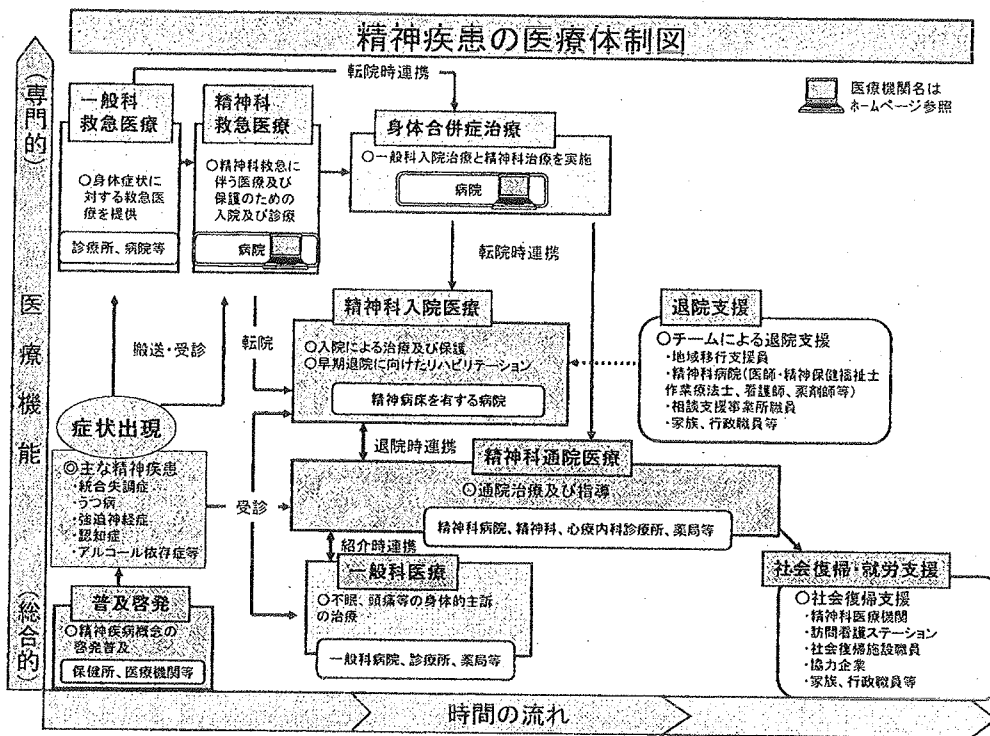 精神疾患の医療体制図
(専門的)
医療機能
(総合的)
転院時連携
医療機関名は
ホームページ参照
一般科
救急医療
○身体症状に
対する救急医
療を提供
診療所、病院等
精神科
救急医療
○精神科救急に
伴う医療及び
保護のための
入院及び診療
病院
身体合併症治療
○一般科入院治療と精神科治療を実施
病院
転院時連携
搬送・受診
転院
精神科入院医療
○入院による治療及び保護
○早期退院に向けたリハビリテーション
精神病床を有する病院
退院支援
○チームによる退院支援
・地域移行支援員
・精神科病院(医師・精神保健福祉士
作業療法士、看護師、薬剤師等)
・相談支援事業所職員
・家族、行政職員等
症状出現
◎主な精神疾患
・統合失調症
・うつ病
・強迫神経症
・認知症
・アルコール依存症等
退院時連携
受診
精神科通院医療
○通院治療及び指導
精神科病院、精神科、心療内科診療所、薬局等
紹介時連携
一般科医療
○不眠、頭痛等の身体的主訴
の治療
一般科病院、診療所、薬局等
普及啓発
○精神疾病概念の
啓発普及
保健所、医療機関等
社会復帰・就労支援
○社会復帰支援
・精神科医療機関
・訪問看護ステーション
・社会復帰施設職員
・協力企業
・家族、行政職員等
時間の流れ